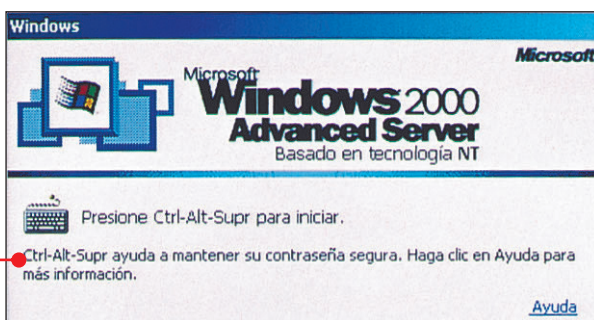 Windows
Microsoft
Microsoft
Windows 2000
Advanced Server
Basado en tecnología NT
Presione Ctrl-Alt-Supr para iniciar.
Ctrl-Alt-Supr ayuda a mantener su contraseña segura. Haga clic en Ayuda para
más información.
Ayuda